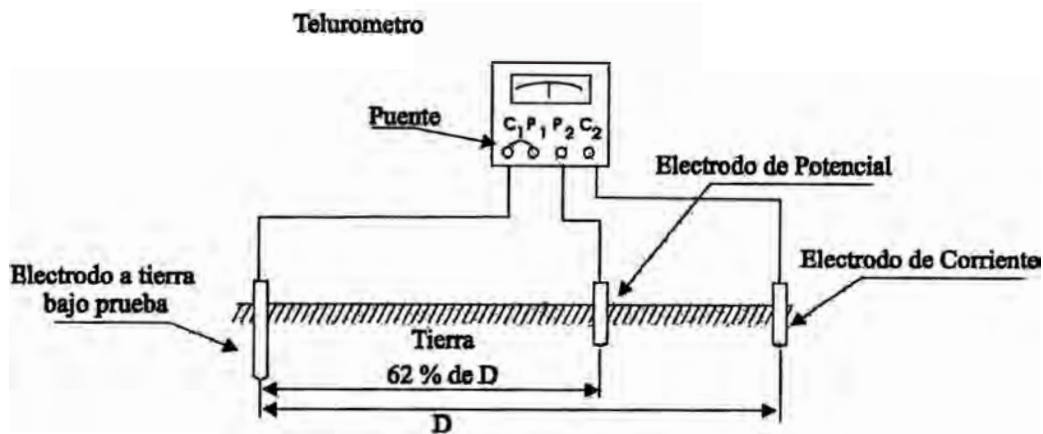 Telurometro
Puente
C1 P1 P2 C2
Electrodo de Potencial
Electrodo a tierra
bajo prueba
Electrodo de Corriente
Tierra
62 % de D
D